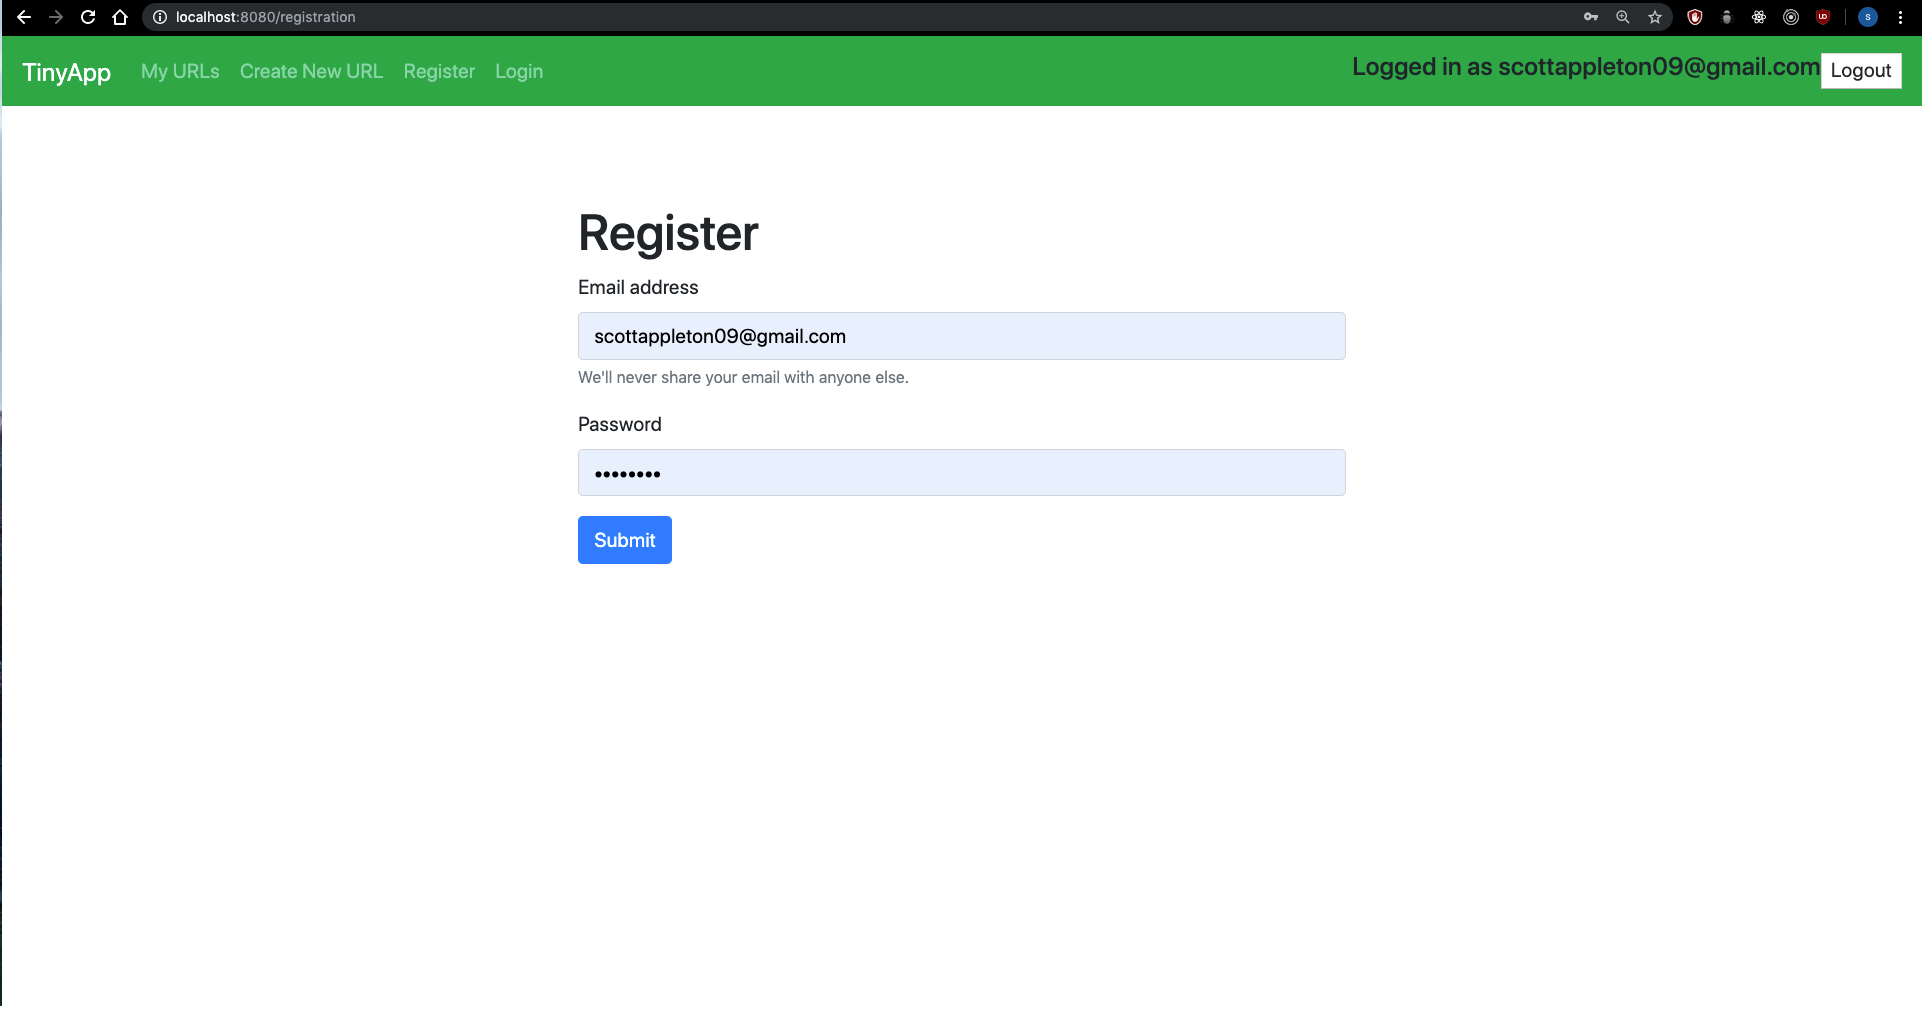 localhost:8080/registration
TinyApp My URLs Create New URL Register Login Logged in as scottappleton09@gmail.com Logout
Register
Email address
scottappleton09@gmail.com
We'll never share your email with anyone else.
Password
••••••••
Submit